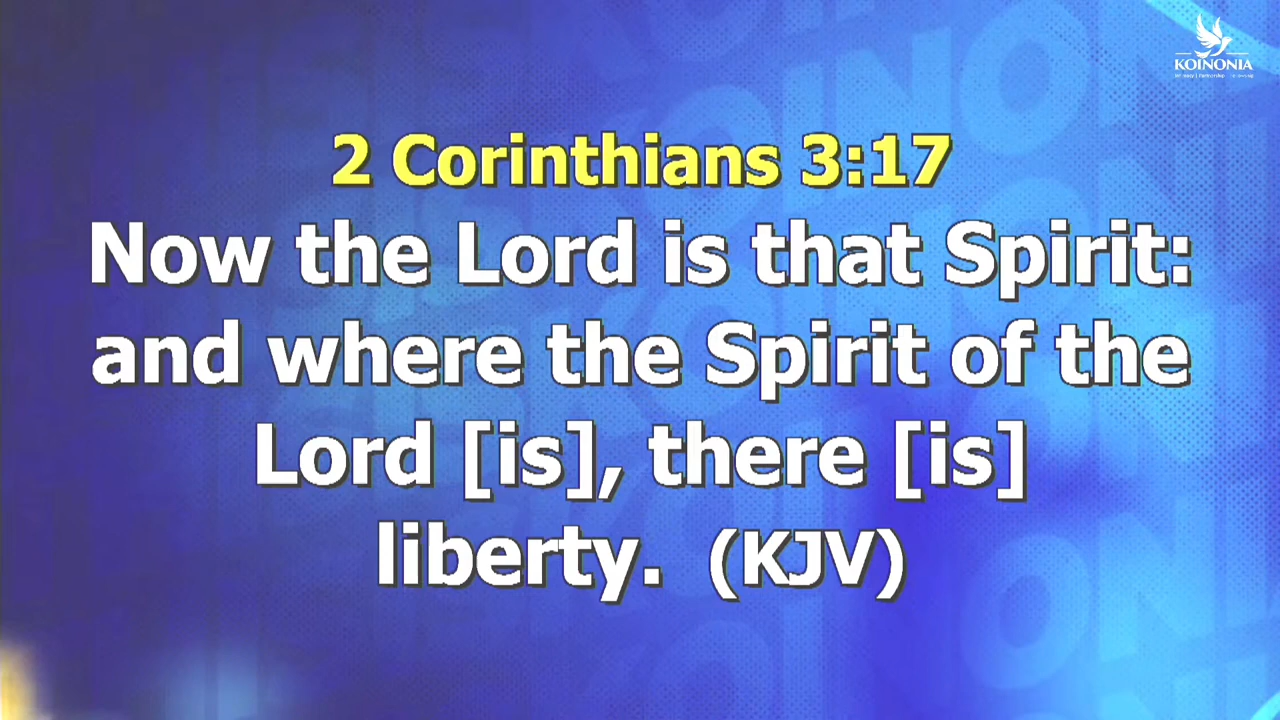 KOINONIA
2 Corinthians 3:17
Now the Lord is that Spirit:
and where the Spirit of the
Lord [is], there [is]
liberty. (KJV)